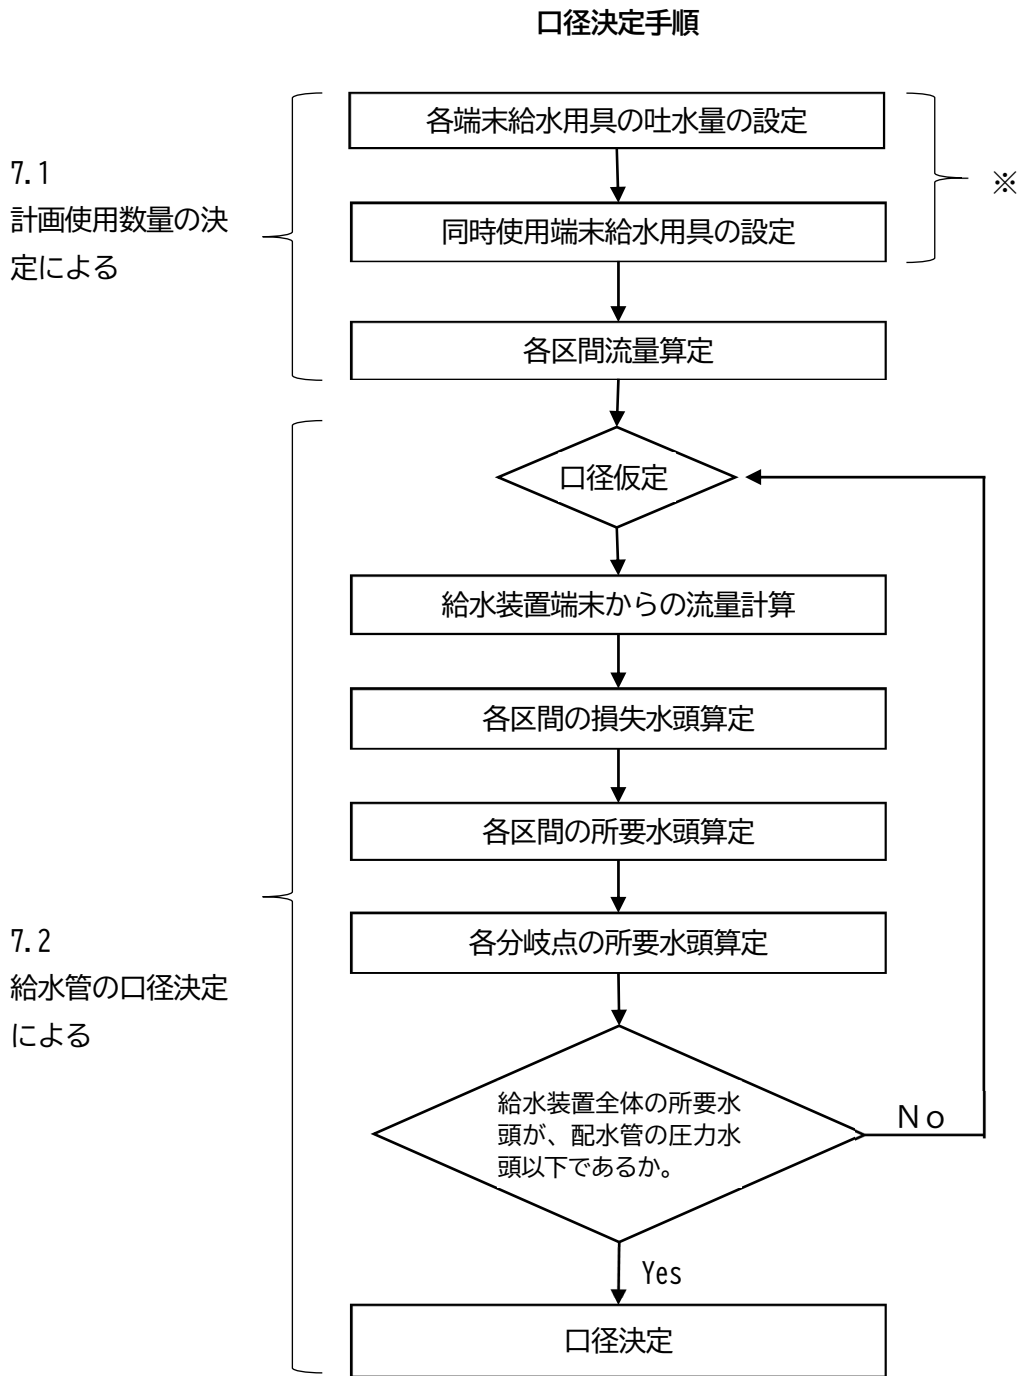 口径決定手順
各端末給水用具の吐水量の設定
7.1
計画使用数量の決
定による
※
同時使用端末給水用具の設定
各区間流量算定
口径仮定
給水装置端末からの流量計算
各区間の損失水頭算定
各区間の所要水頭算定
7.2
給水管の口径決定
による
各分岐点の所要水頭算定
給水装置全体の所要水
頭が、配水管の圧力水
頭以下であるか。
No
Yes
口径決定